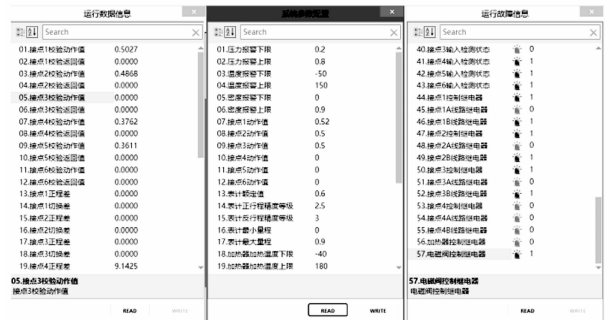 运行数据信息
Search
01.接点1校验动作值 0.5027
02.接点1校验返回值 0.0000
03.接点2校验动作值 0.4868
04.接点2校验返回值 0.0000
05.接点3校验动作值 0.0000
06.接点3校验返回值 0.0000
07.接点4校验动作值 0.3762
08.接点4校验返回值 0.0000
09.接点5校验动作值 0.3611
10.接点5校验返回值 0.0000
11.接点6校验动作值 0.0000
12.接点6校验返回值 0.0000
13.接点1正程差 0.0000
14.接点1切换差 0.0000
15.接点2正程差 0.0000
16.接点2切换差 0.0000
17.接点3正程差 0.0000
18.接点3切换差 0.0000
19.接点4正程差 9.1425
05.接点3校验动作值
接点3校验动作值
READ
WRITE
系统参数配置
Search
01.压力报警下限 0.2
02.压力报警上限 0.8
03.温度报警下限 -50
04.温度报警上限 150
05.密度报警下限 0
06.密度报警上限 0.9
07.接点1动作值 0.52
08.接点2动作值 0.5
09.接点3动作值 0.5
10.接点4动作值 0
11.接点5动作值 0
12.接点6动作值 0
13.表计额定值 0.6
14.表计正行程精度等级 2.5
15.表计反行程精度等级 3
16.表计最小量程 0
17.表计最大量程 0.9
18.加热器加热温度下限 -40
19.加热器加热温度上限 180
READ
WRITE
运行故障信息
Search
40.接点3输入检测状态 0
41.接点4输入检测状态 1
42.接点5输入检测状态 1
43.接点6输入检测状态 1
44.接点1控制继电器 1
45.接点1A线路继电器 0
46.接点1B线路继电器 1
47.接点2控制继电器 1
48.接点2A线路继电器 0
49.接点2B线路继电器 1
50.接点3控制继电器 1
51.接点3A线路继电器 0
52.接点3B线路继电器 1
53.接点4控制继电器 0
54.接点4A线路继电器 0
55.接点4B线路继电器 0
56.加热器控制继电器 0
57.电磁阀控制继电器 1
57.电磁阀控制继电器
电磁阀控制继电器
READ
WRITE